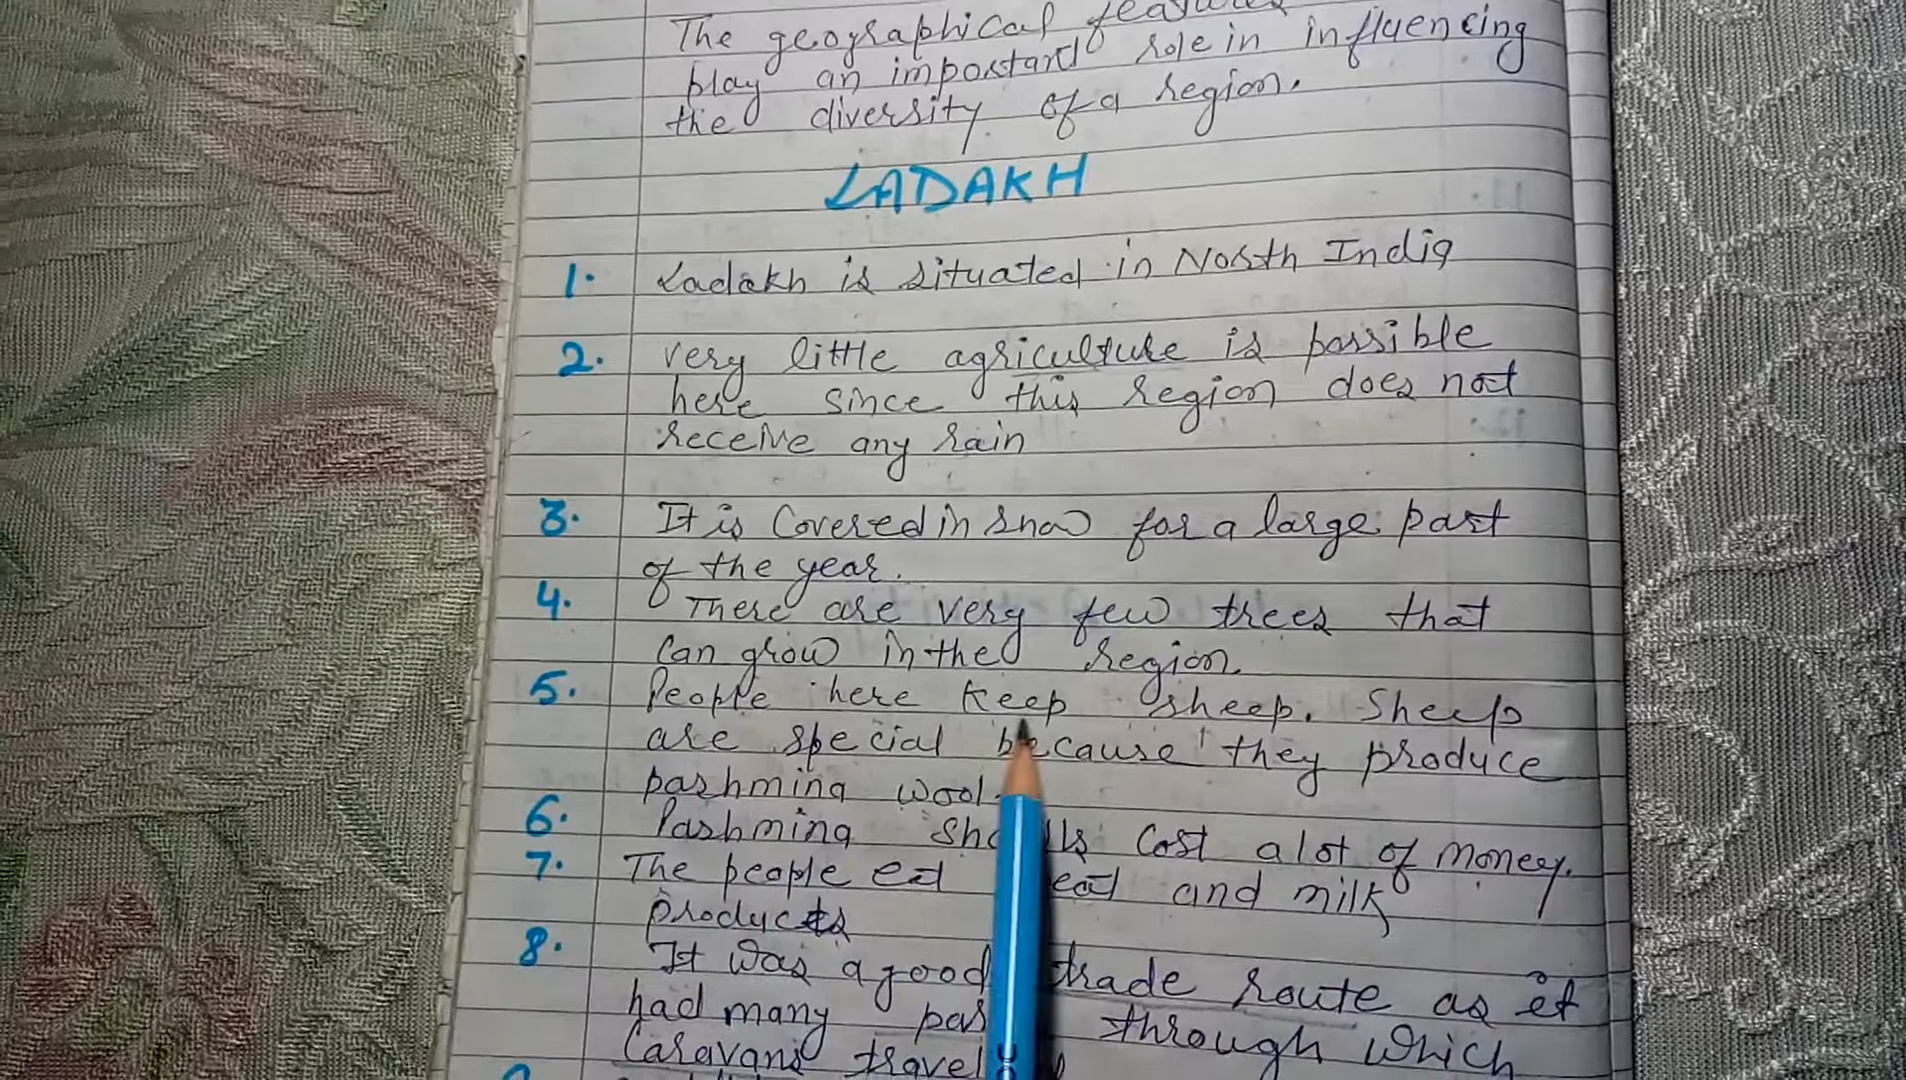 The geographical features
play an important role in influencing
the diversity of a region.
LADAKH
1. Ladakh is situated in North India
2. very little agriculture is possible
here since this region does not
receive any rain
3. It is Covered in snow for a large part
of the year.
4. There are very few trees that
can grow in the region.
5. People here keep sheep. Sheep
are special because they produce
pashmina wool.
6. Pashmina cost a lot of money.
7. The people eat and milk
products
8. It was a good trade route as it
had many through which
Caravans